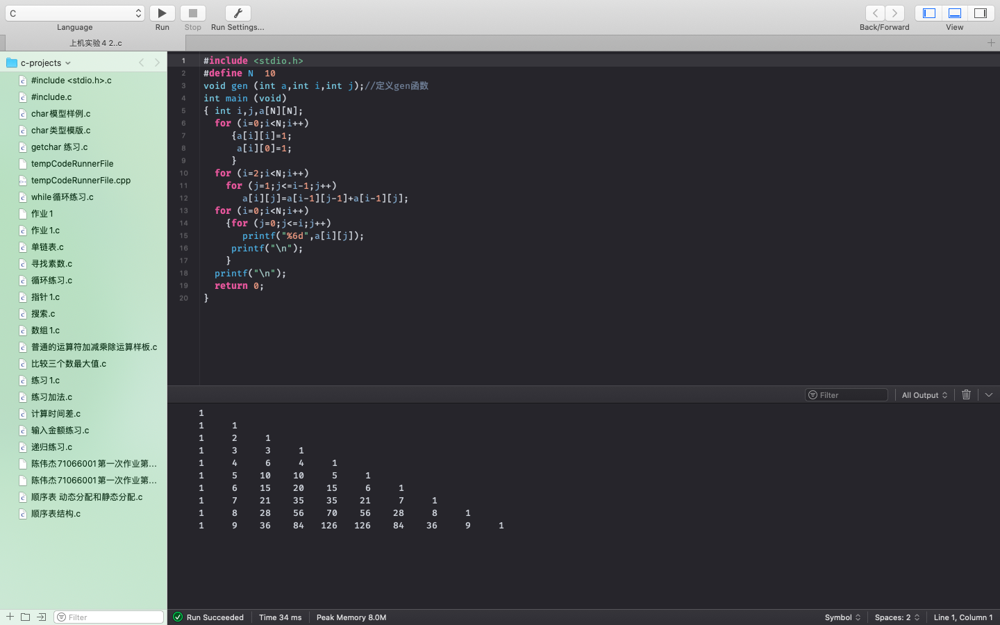 C
Language
Run
Stop
Run Settings...
Back/Forward
View
上机实验4 2..c
c-projects
#include <stdio.h>.c
#include.c
char模型样例.c
char类型模版.c
getchar 练习.c
tempCodeRunnerFile
tempCodeRunnerFile.cpp
while循环练习.c
作业1
作业1.c
单链表.c
寻找素数.c
循环练习.c
指针1.c
搜索.c
数组1.c
普通的运算符加减乘除运算样板.c
比较三个数最大值.c
练习1.c
练习加法.c
计算时间差.c
输入金额练习.c
递归练习.c
陈伟杰71066001第一次作业第...
陈伟杰71066001第一次作业第...
顺序表 动态分配和静态分配.c
顺序表结构.c
Filter
1 #include <stdio.h>
2 #define N  10
3 void gen (int a,int i,int j);//定义gen函数
4 int main (void)
5 { int i,j,a[N][N];
6   for (i=0;i<N;i++)
7      {a[i][i]=1;
8       a[i][0]=1;
9      }
10   for (i=2;i<N;i++)
11     for (j=1;j<=i-1;j++)
12        a[i][j]=a[i-1][j-1]+a[i-1][j];
13   for (i=0;i<N;i++)
14     {for (j=0;j<=i;j++)
15        printf("%6d",a[i][j]);
16      printf("\n");
17     }
18   printf("\n");
19   return 0;
20 }
Filter
All Output
1
1 1
1 2 1
1 3 3 1
1 4 6 4 1
1 5 10 10 5 1
1 6 15 20 15 6 1
1 7 21 35 35 21 7 1
1 8 28 56 70 56 28 8 1
1 9 36 84 126 126 84 36 9 1
Run Succeeded
Time 34 ms
Peak Memory 8.0M
Symbol
Spaces: 2
Line 1, Column 1